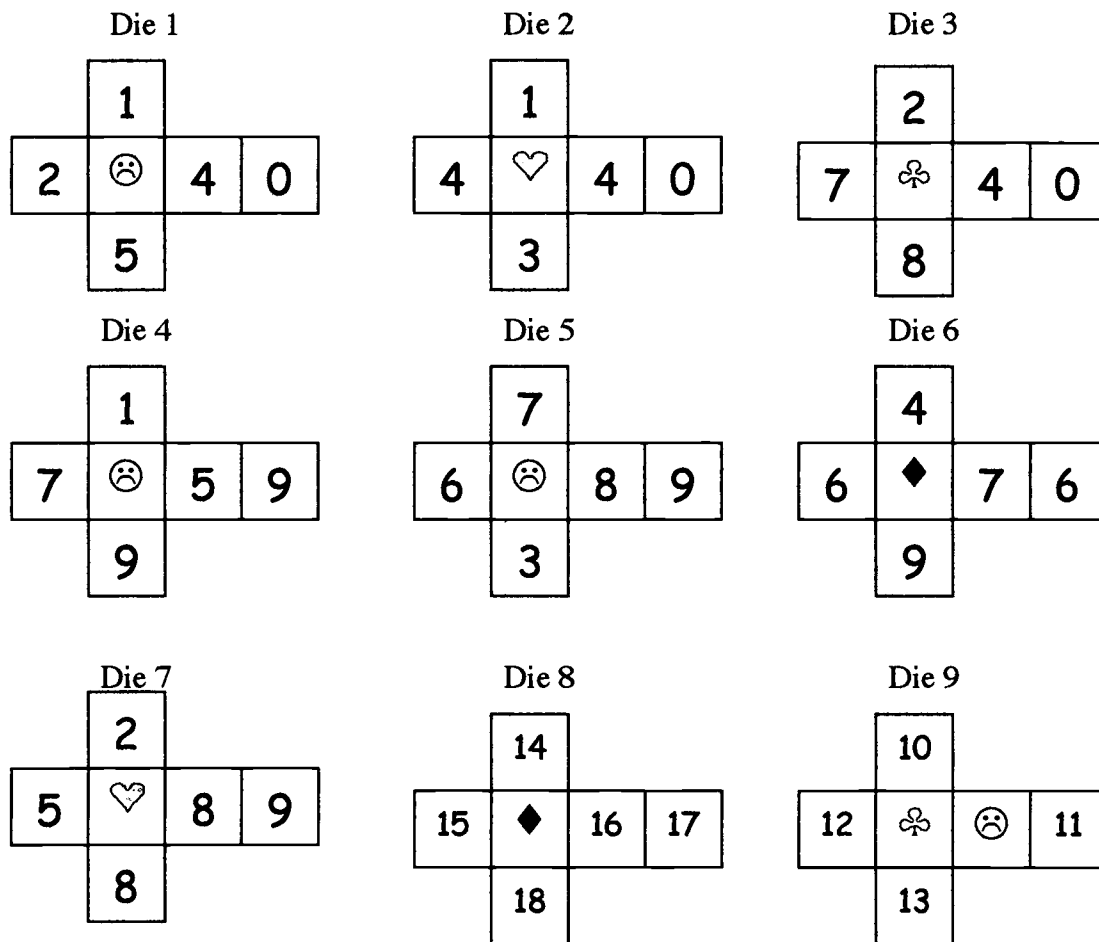 Die 1 Die 2 Die 3
1 1 2
2 ☹ 4 0 4 ♡ 4 0 7 ♧ 4 0
5 3 8
Die 4 Die 5 Die 6
1 7 4
7 ☹ 5 9 6 ☹ 8 9 6 ♦ 7 6
9 3 9
Die 7 Die 8 Die 9
2 14 10
5 ♡ 8 9 15 ♦ 16 17 12 ♧ ☹ 11
8 18 13